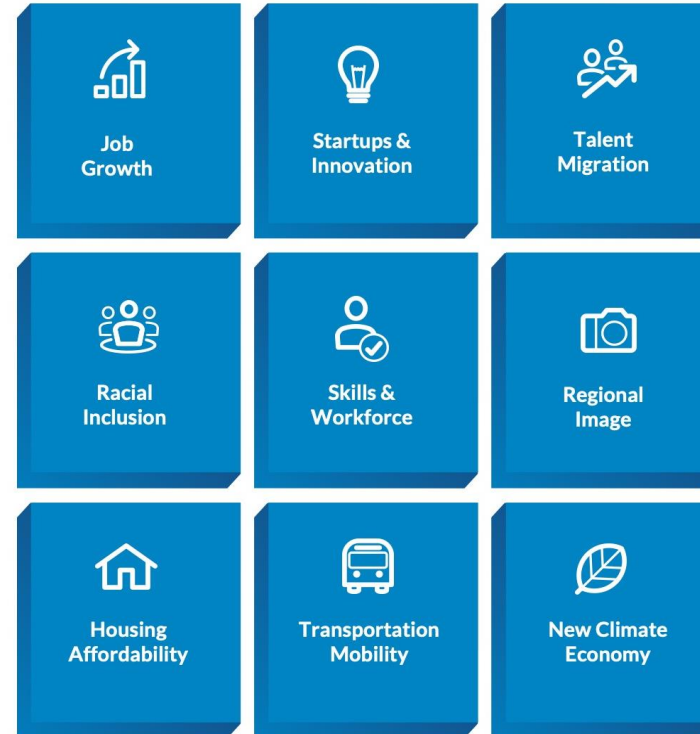 Job
Growth
Startups &
Innovation
Talent
Migration
Racial
Inclusion
Skills &
Workforce
Regional
Image
Housing
Affordability
Transportation
Mobility
New Climate
Economy